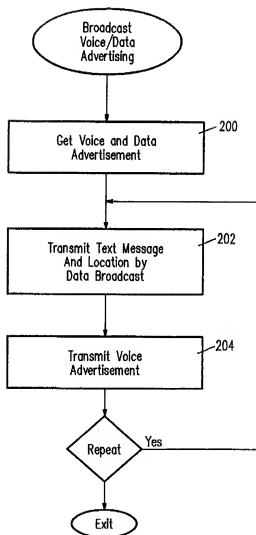 Broadcast
Voice/Data
Advertising
200
Get Voice and Data
Advertisement
202
Transmit Text Message
And Location by
Data Broadcast
204
Transmit Voice
Advertisement
Repeat
Yes
Exit